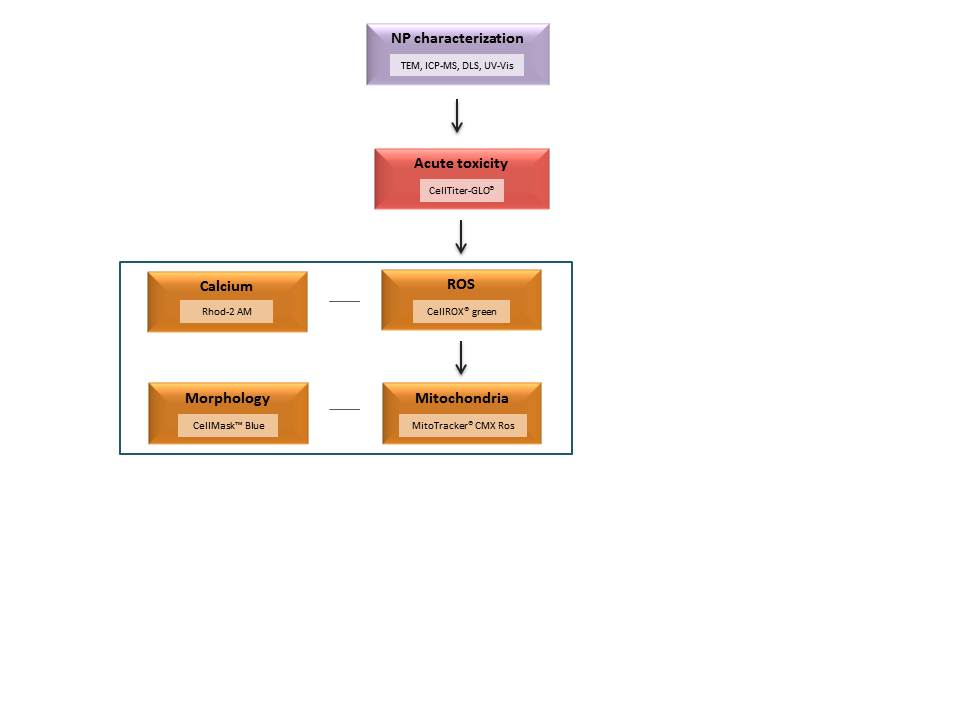 NP characterization
TEM, ICP-MS, DLS, UV-Vis
Acute toxicity
CellTiter-GLO®
Calcium
Rhod-2 AM
ROS
CellROX® green
Morphology
CellMask™ Blue
Mitochondria
MitoTracker® CMX Ros